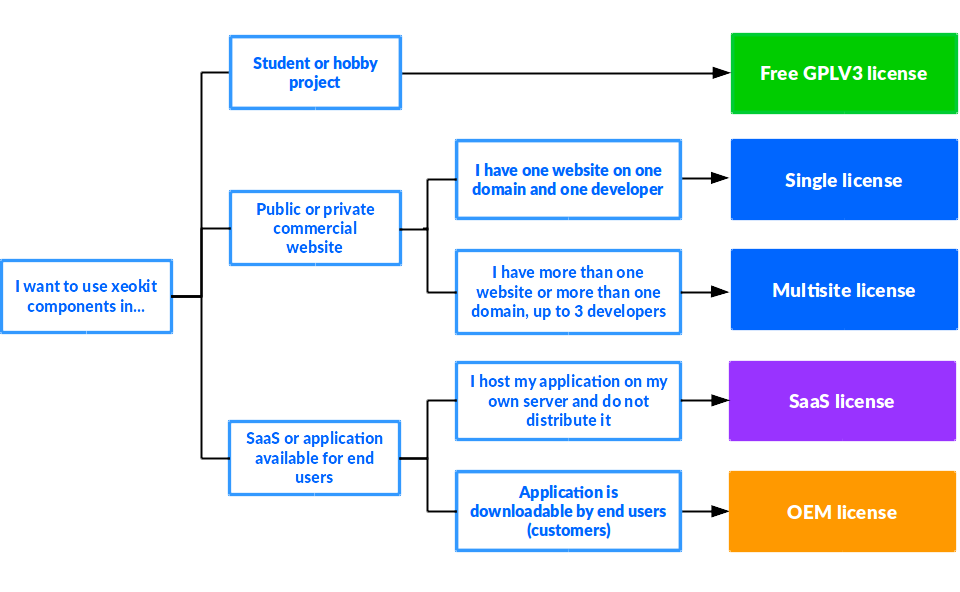 Student or hobby
project
Free GPLV3 license
I have one website on one
domain and one developer
Single license
Public or private
commercial
website
I have more than one
website or more than one
domain, up to 3 developers
Multisite license
I want to use xeokit
components in...
I host my application on my
own server and do not
distribute it
SaaS license
SaaS or application
available for end
users
Application is
downloadable by end users
(customers)
OEM license